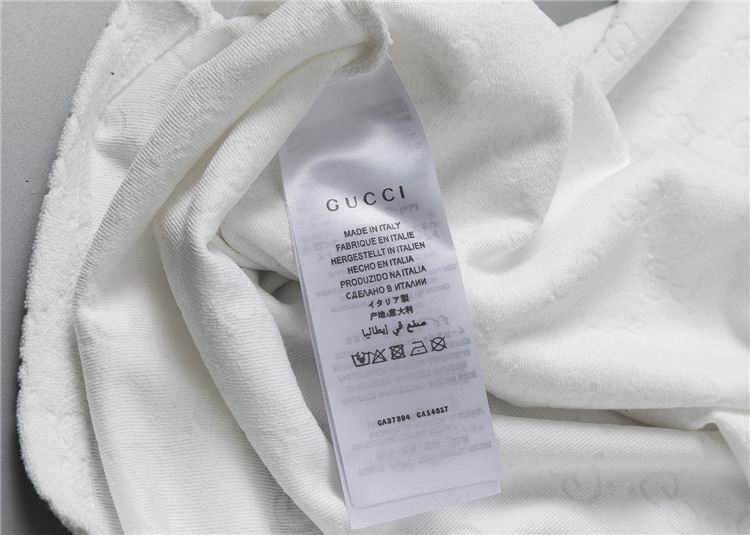 GUCCI
MADE IN ITALY
FABRIQUE EN ITALIE
HERGESTELLT IN ITALIEN
HECHO EN ITALIA
PRODUZIDO NA ITALIA
СДЕЛАНО В ИТАЛИИ
イタリア製
产地:意大利
صنع في إيطاليا
CA37394 CA14517